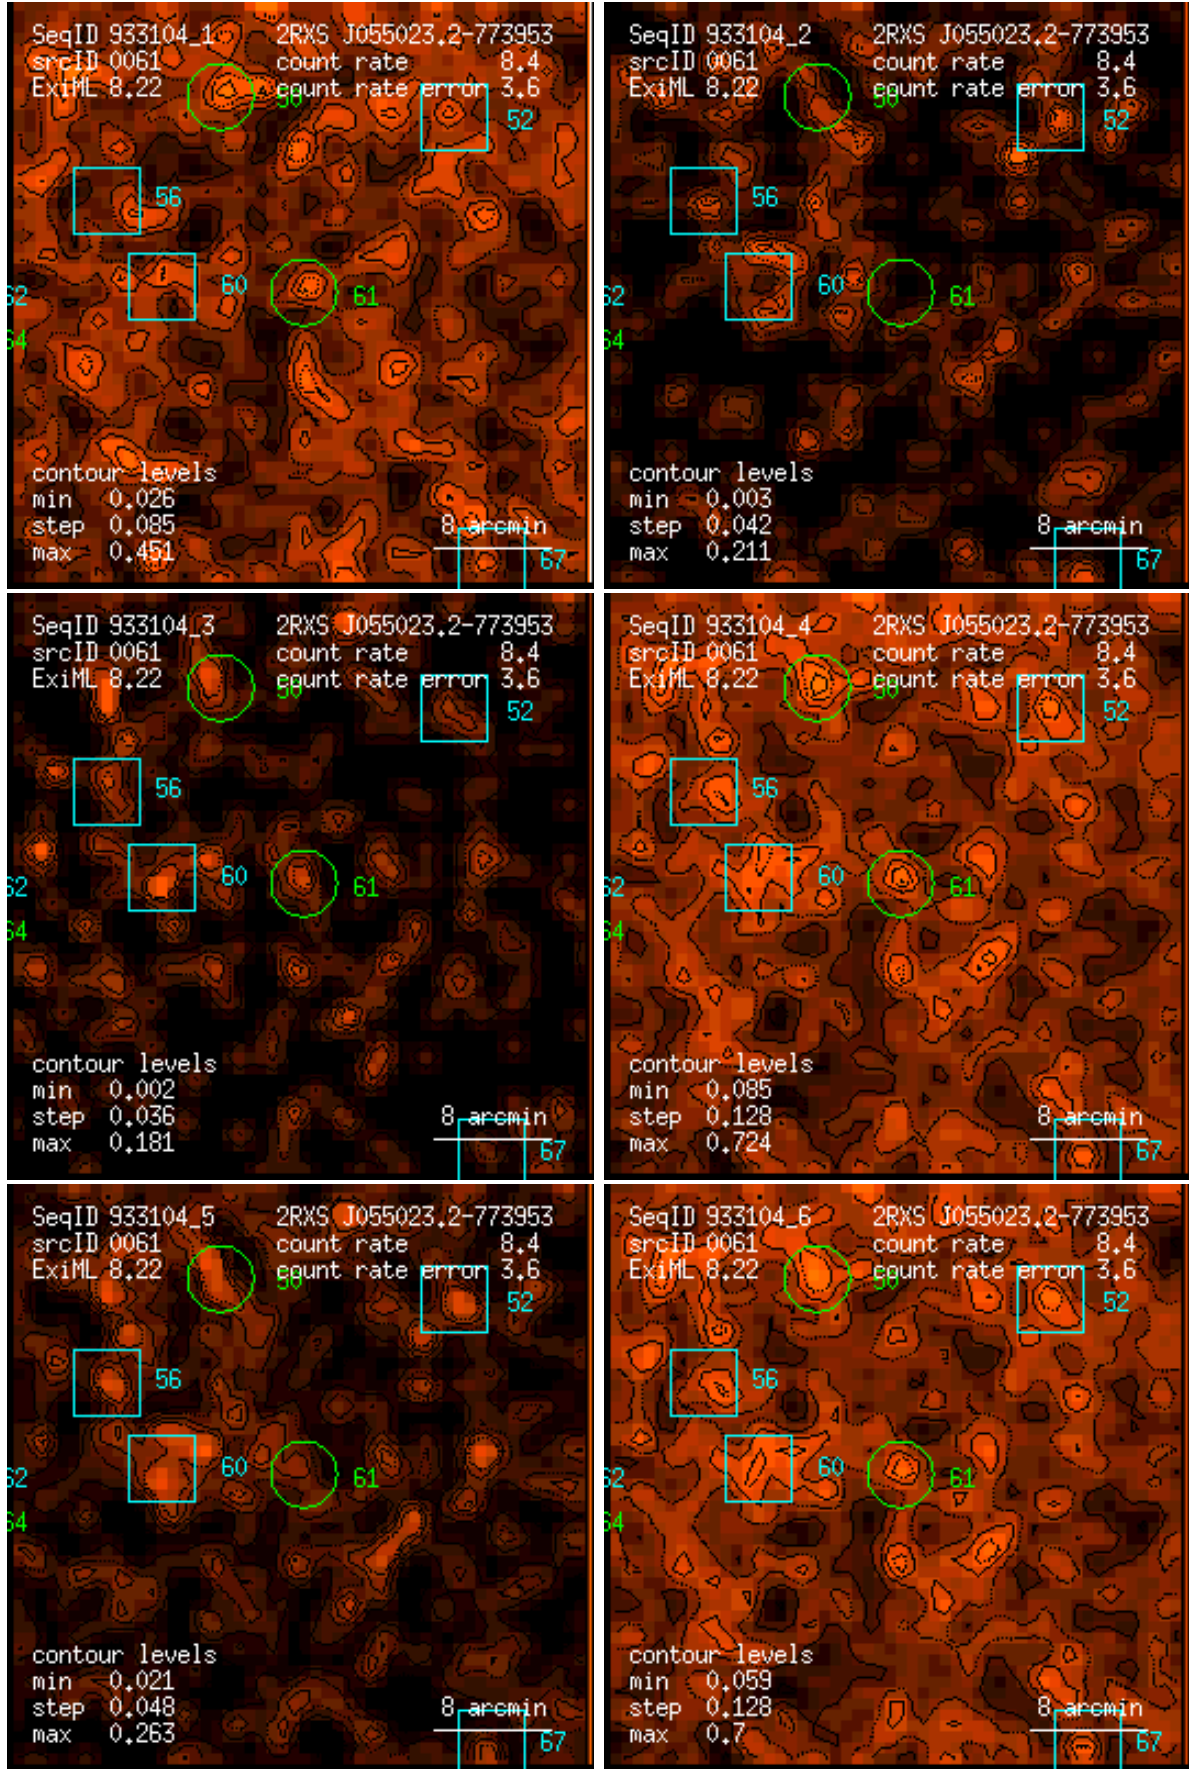 SeqID 933104_1 2RXS J055023.2-773953
srcID 0061 count rate 8.4
ExiML 8.22 count rate error 3.6
50
52
56
60
62
61
64
contour levels
min 0.026
step 0.085
max 0.451
8 arcmin
67
SeqID 933104_2 2RXS J055023.2-773953
srcID 0061 count rate 8.4
ExiML 8.22 count rate error 3.6
50
52
56
60
62
61
64
contour levels
min 0.003
step 0.042
max 0.211
8 arcmin
67
SeqID 933104_3 2RXS J055023.2-773953
srcID 0061 count rate 8.4
ExiML 8.22 count rate error 3.6
50
52
56
60
62
61
64
contour levels
min 0.002
step 0.036
max 0.181
8 arcmin
67
SeqID 933104_4 2RXS J055023.2-773953
srcID 0061 count rate 8.4
ExiML 8.22 count rate error 3.6
50
52
56
60
62
61
64
contour levels
min 0.085
step 0.128
max 0.724
8 arcmin
67
SeqID 933104_5 2RXS J055023.2-773953
srcID 0061 count rate 8.4
ExiML 8.22 count rate error 3.6
50
52
56
60
62
61
64
contour levels
min 0.021
step 0.048
max 0.263
8 arcmin
67
SeqID 933104_6 2RXS J055023.2-773953
srcID 0061 count rate 8.4
ExiML 8.22 count rate error 3.6
50
52
56
60
62
61
64
contour levels
min 0.059
step 0.128
max 0.7
8 arcmin
67